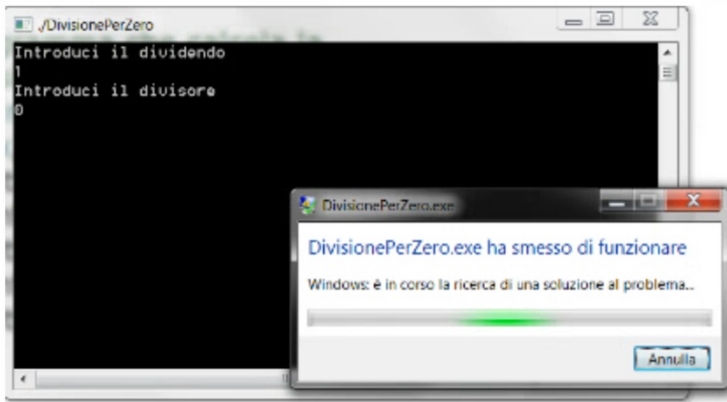 ./DivisionePerZero
Introduci il dividendo
1
Introduci il divisore
0
DivisionePerZero.exe
DivisionePerZero.exe ha smesso di funzionare
Windows: è in corso la ricerca di una soluzione al problema...
Annulla